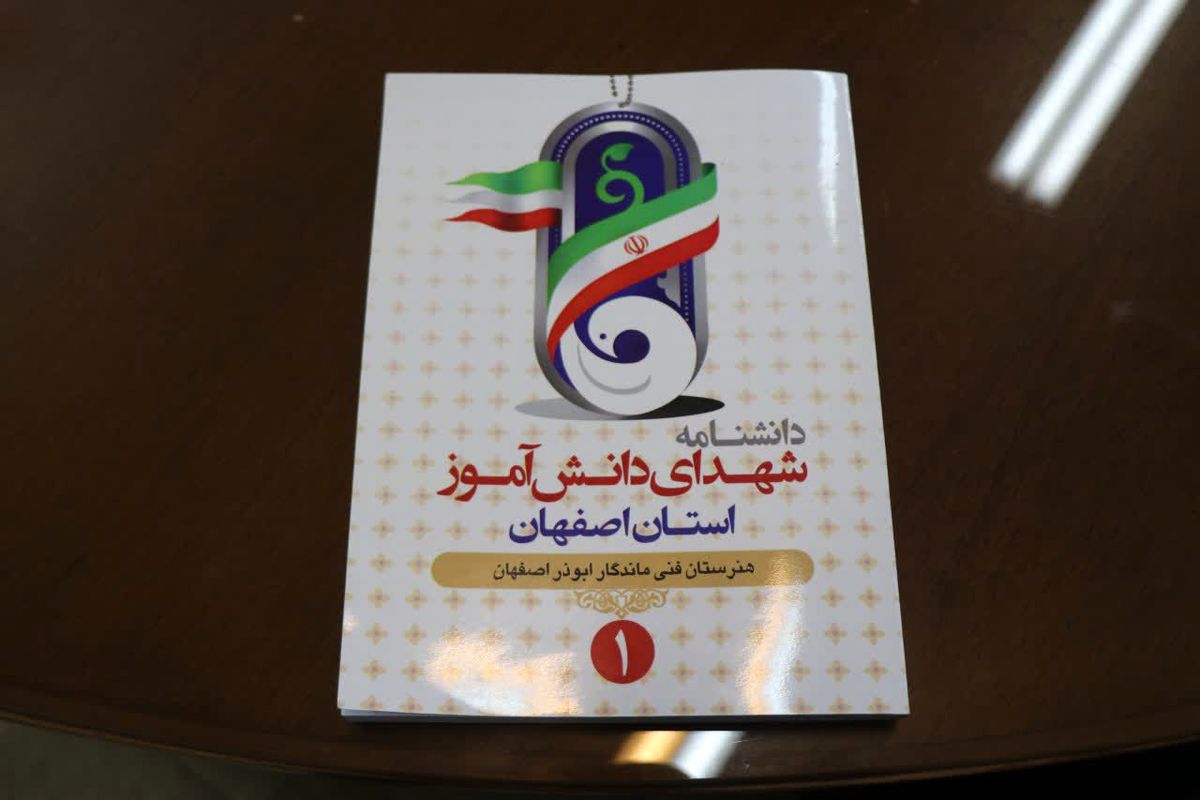 دانشنامه
شهدای دانش‌آموز
استان اصفهان
هنرستان فنی ماندگار ابوذر اصفهان
۱